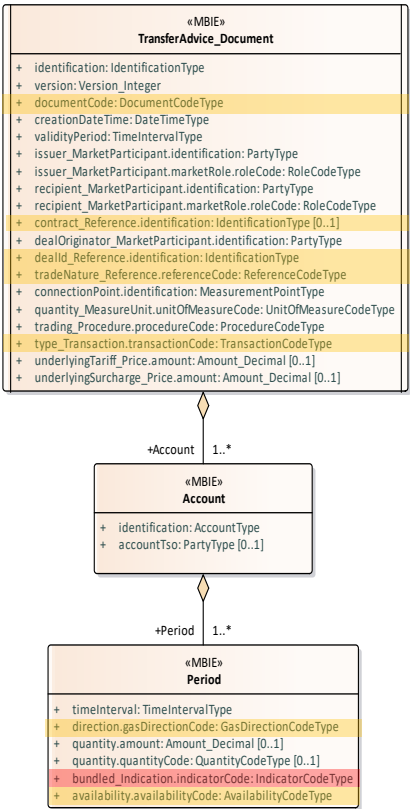 «MBIE»
TransferAdvice_Document
+ identification: IdentificationType
+ version: Version_Integer
+ documentCode: DocumentCodeType
+ creationDateTime: DateTimeType
+ validityPeriod: TimeIntervalType
+ issuer_MarketParticipant.identification: PartyType
+ issuer_MarketParticipant.marketRole.roleCode: RoleCodeType
+ recipient_MarketParticipant.identification: PartyType
+ recipient_MarketParticipant.marketRole.roleCode: RoleCodeType
+ contract_Reference.identification: IdentificationType [0..1]
+ dealOriginator_MarketParticipant.identification: PartyType
+ dealId_Reference.identification: IdentificationType
+ tradeNature_Reference.referenceCode: ReferenceCodeType
+ connectionPoint.identification: MeasurementPointType
+ quantity_MeasureUnit.unitOfMeasureCode: UnitOfMeasureCodeType
+ trading_Procedure.procedureCode: ProcedureCodeType
+ type_Transaction.transactionCode: TransactionCodeType
+ underlyingTariff_Price.amount: Amount_Decimal [0..1]
+ underlyingSurcharge_Price.amount: Amount_Decimal [0..1]
+Account 1..*
«MBIE»
Account
+ identification: AccountType
+ accountTso: PartyType [0..1]
+Period 1..*
«MBIE»
Period
+ timeInterval: TimeIntervalType
+ direction.gasDirectionCode: GasDirectionCodeType
+ quantity.amount: Amount_Decimal [0..1]
+ quantity.quantityCode: QuantityCodeType [0..1]
+ bundled_Indication.indicatorCode: IndicatorCodeType
+ availability.availabilityCode: AvailabilityCodeType